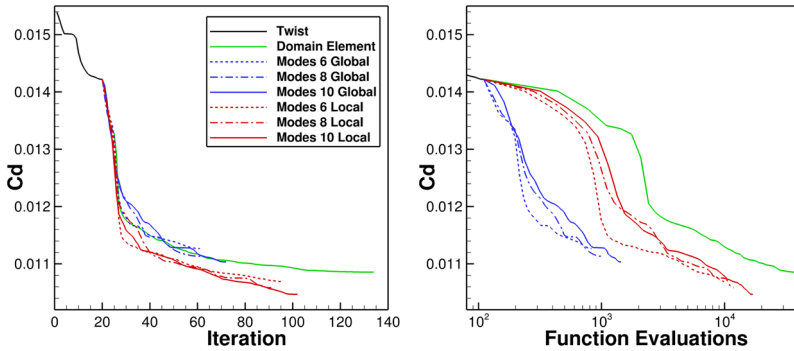 Twist
Domain Element
Modes 6 Global
Modes 8 Global
Modes 10 Global
Modes 6 Local
Modes 8 Local
Modes 10 Local
0.015
0.014
0.013
0.012
0.011
Cd
0 20 40 60 80 100 120 140
Iteration
0.015
0.014
0.013
0.012
0.011
Cd
10² 10³ 10⁴
Function Evaluations